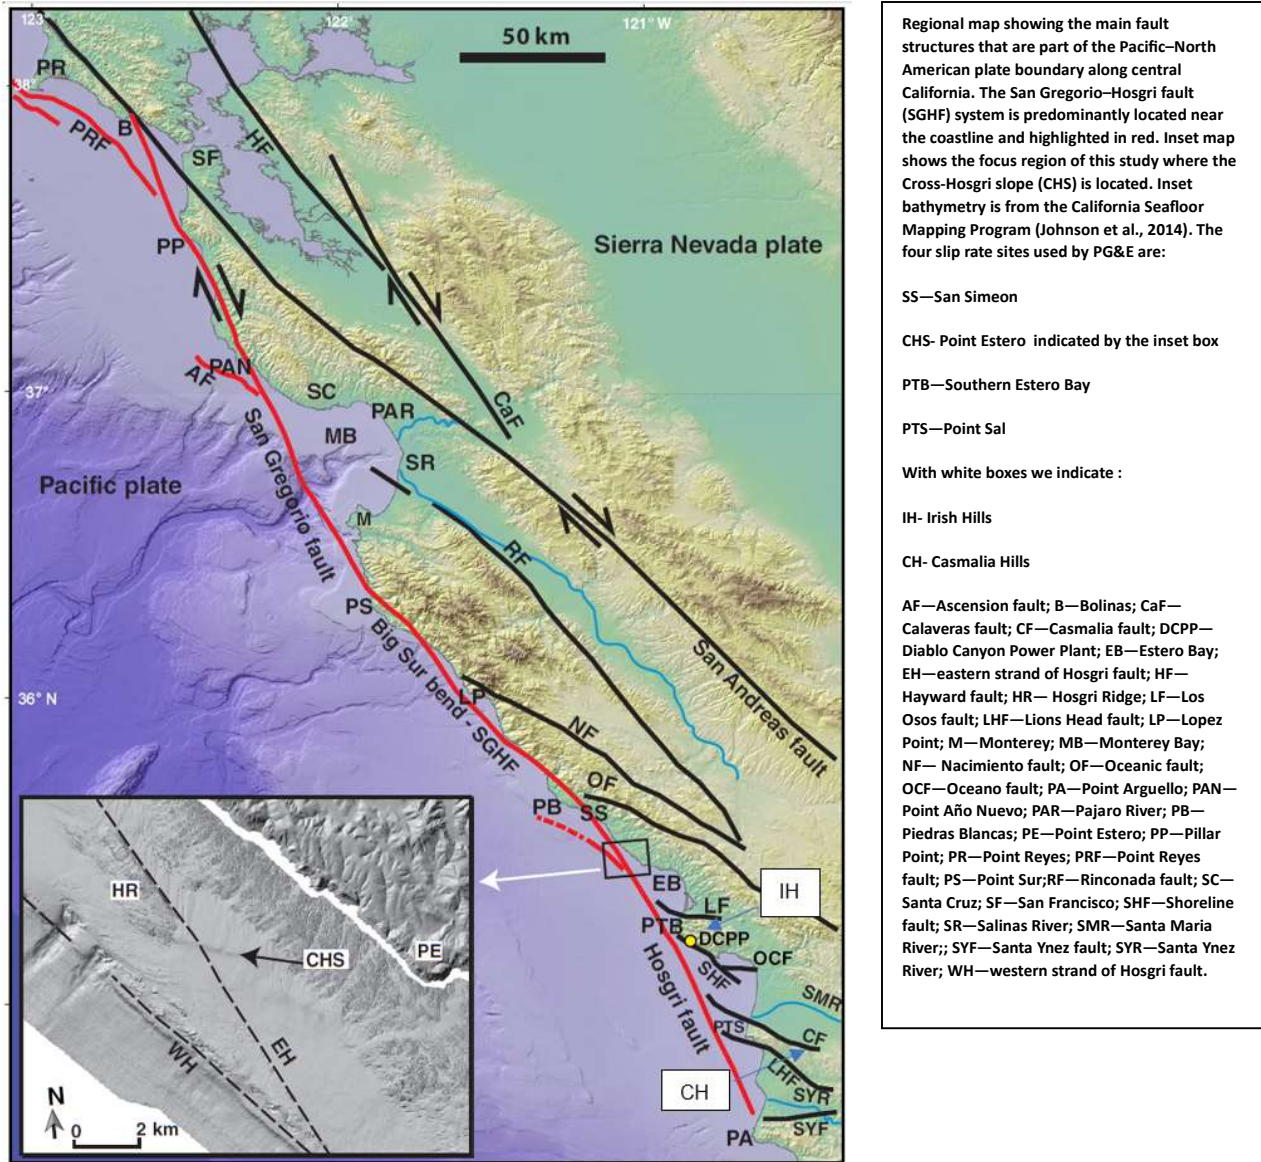 123°
122°
121° W
50 km
PR
38°
B
PRF
HF
SF
PP
Sierra Nevada plate
PAN
AF
37°
SC
CaF
PAR
MB
SR
San Gregorio fault
Pacific plate
M
RF
PS
Big Sur bend - SGHF
San Andreas fault
36° N
LP
NF
OF
PB
SS
EB
IH
LF
PTB
DCPP
OCF
SHF
Hosgri fault
SMR
PTS
CF
LHF
CH
SYR
SYF
PA
HR
CHS
PE
EH
WH
N
0 2 km
Regional map showing the main fault
structures that are part of the Pacific–North
American plate boundary along central
California. The San Gregorio–Hosgri fault
(SGHF) system is predominantly located near
the coastline and highlighted in red. Inset map
shows the focus region of this study where the
Cross-Hosgri slope (CHS) is located. Inset
bathymetry is from the California Seafloor
Mapping Program (Johnson et al., 2014). The
four slip rate sites used by PG&E are:
SS—San Simeon
CHS- Point Estero indicated by the inset box
PTB—Southern Estero Bay
PTS—Point Sal
With white boxes we indicate :
IH- Irish Hills
CH- Casmalia Hills
AF—Ascension fault; B—Bolinas; CaF—
Calaveras fault; CF—Casmalia fault; DCPP—
Diablo Canyon Power Plant; EB—Estero Bay;
EH—eastern strand of Hosgri fault; HF—
Hayward fault; HR— Hosgri Ridge; LF—Los
Osos fault; LHF—Lions Head fault; LP—Lopez
Point; M—Monterey; MB—Monterey Bay;
NF— Nacimiento fault; OF—Oceanic fault;
OCF—Oceano fault; PA—Point Arguello; PAN—
Point Año Nuevo; PAR—Pajaro River; PB—
Piedras Blancas; PE—Point Estero; PP—Pillar
Point; PR—Point Reyes; PRF—Point Reyes
fault; PS—Point Sur;RF—Rinconada fault; SC—
Santa Cruz; SF—San Francisco; SHF—Shoreline
fault; SR—Salinas River; SMR—Santa Maria
River;; SYF—Santa Ynez fault; SYR—Santa Ynez
River; WH—western strand of Hosgri fault.